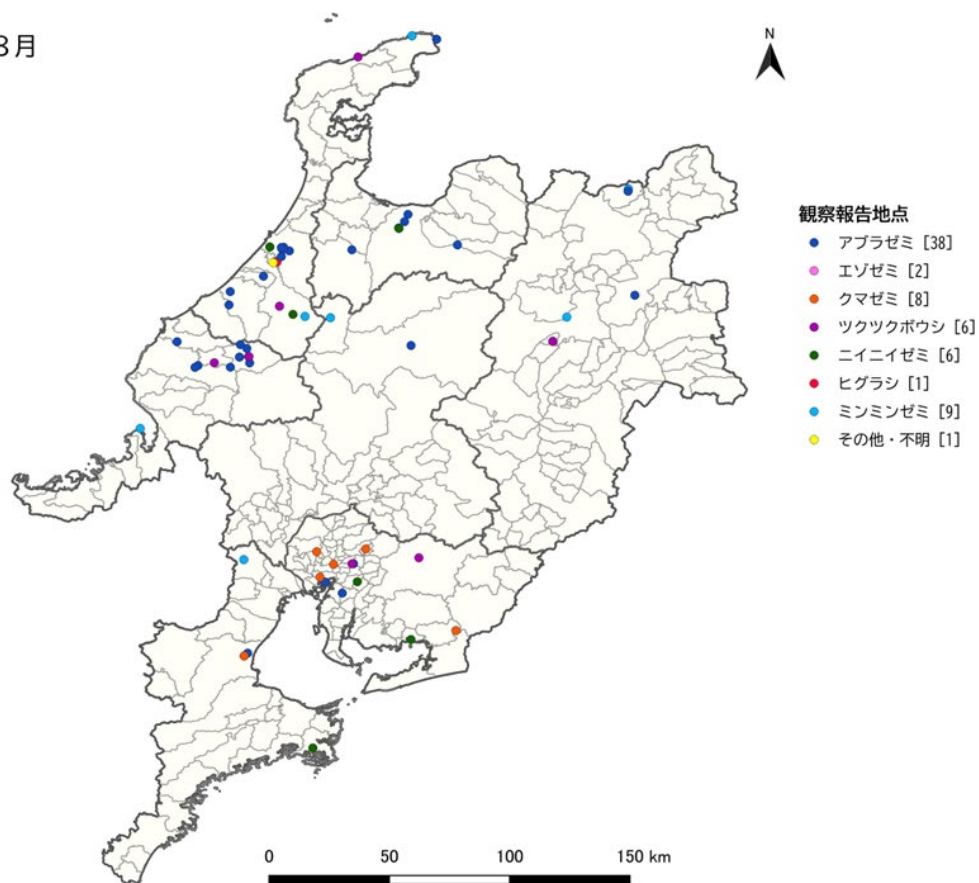 8月
N
観察報告地点
アブラゼミ [38]
エゾゼミ [2]
クマゼミ [8]
ツクツクボウシ [6]
ニイニイゼミ [6]
ヒグラシ [1]
ミンミンゼミ [9]
その他・不明 [1]
0 50 100 150 km